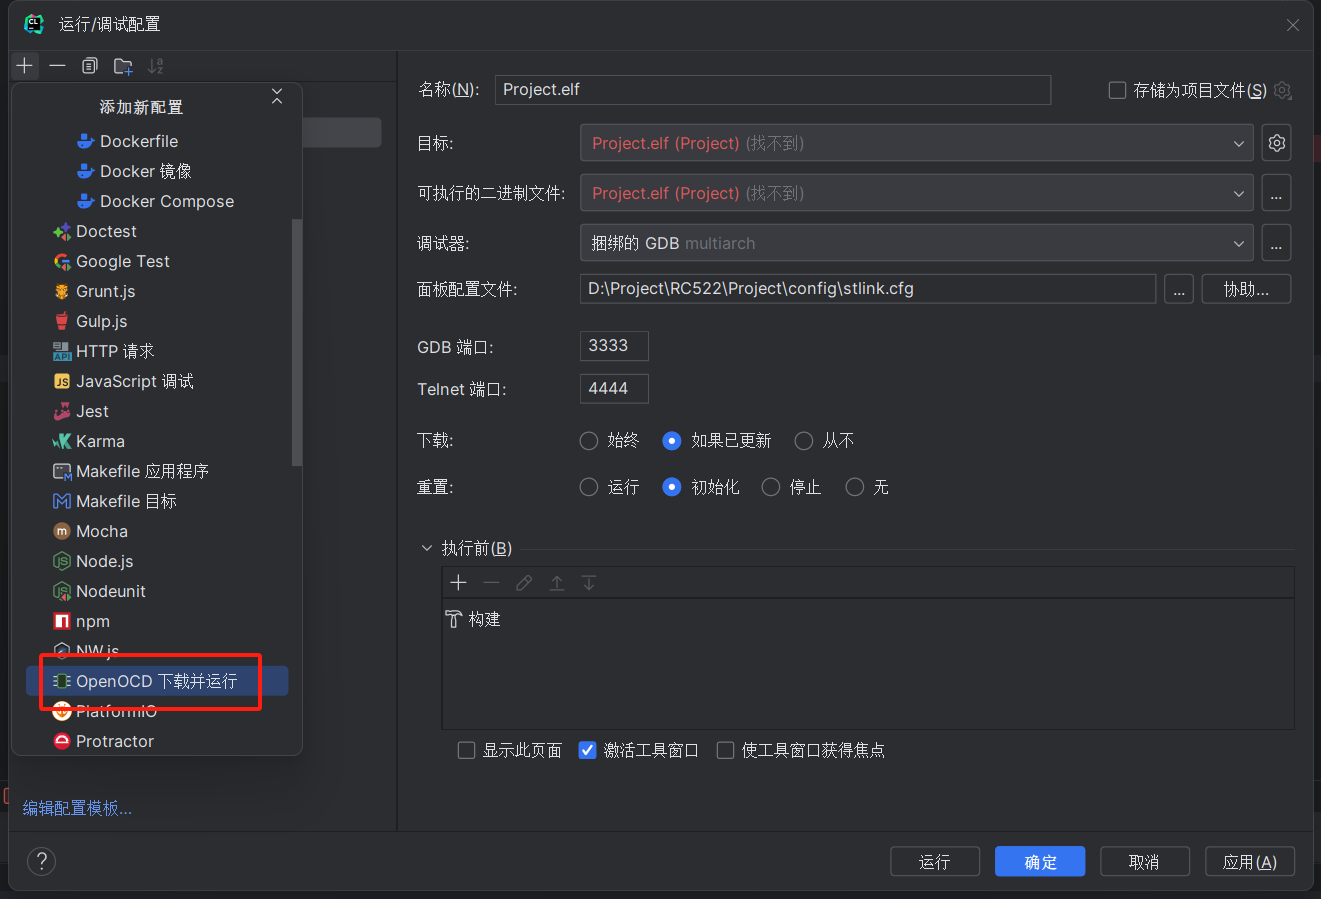 运行/调试配置
添加新配置
Dockerfile
Docker 镜像
Docker Compose
Doctest
Google Test
Grunt.js
Gulp.js
HTTP 请求
JavaScript 调试
Jest
Karma
Makefile 应用程序
Makefile 目标
Mocha
Node.js
Nodeunit
npm
NW.js
OpenOCD 下载并运行
PlatformIO
Protractor
编辑配置模板...
名称(N):
Project.elf
存储为项目文件(S)
目标:
Project.elf (Project) (找不到)
可执行的二进制文件:
Project.elf (Project) (找不到)
...
调试器:
捆绑的 GDB multiarch
...
面板配置文件:
D:\Project\RC522\Project\config\stlink.cfg
...
协助...
GDB 端口:
3333
Telnet 端口:
4444
下载:
始终
如果已更新
从不
重置:
运行
初始化
停止
无
执行前(B)
构建
显示此页面
激活工具窗口
使工具窗口获得焦点
?
运行
确定
取消
应用(A)